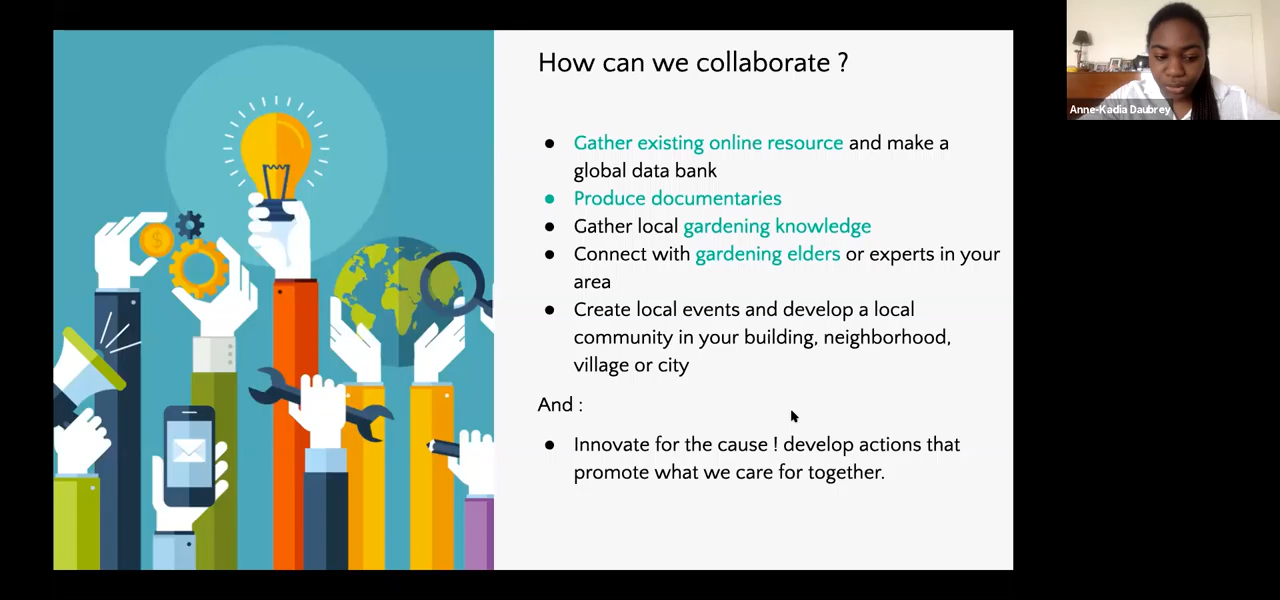 How can we collaborate ?
Anne-Kadia Daubrey
● Gather existing online resource and make a
global data bank
● Produce documentaries
● Gather local gardening knowledge
● Connect with gardening elders or experts in your
area
● Create local events and develop a local
community in your building, neighborhood,
village or city
And :
● Innovate for the cause ! develop actions that
promote what we care for together.
$